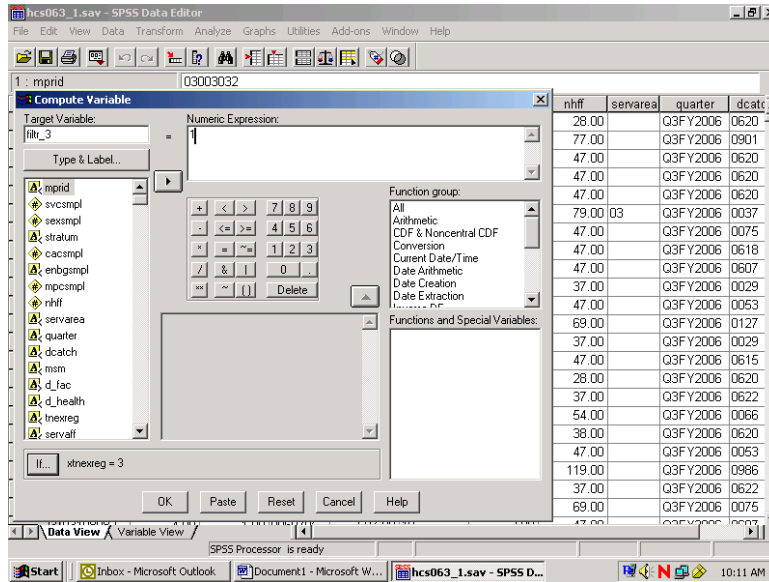 hcs063_1.sav - SPSS Data Editor
File Edit View Data Transform Analyze Graphs Utilities Add-ons Window Help
1 : mprid 03003032
Compute Variable
Target Variable:
filtr_3
=
Numeric Expression:
1
Type & Label...
mprid
svcsmpl
sexsmpl
stratum
cacsmpl
enbgsmpl
mpcsmpl
nhff
servarea
quarter
dcatch
msm
d_fac
d_health
tnexreg
servaff
+ < > 7 8 9
- <= >= 4 5 6
* = ~= 1 2 3
/ & | 0 .
** ~ () Delete
Function group:
All
Arithmetic
CDF & Noncentral CDF
Conversion
Current Date/Time
Date Arithmetic
Date Creation
Date Extraction
Functions and Special Variables:
If... xtnexreg = 3
OK Paste Reset Cancel Help
nhff servarea quarter dcatc
28.00 Q3FY2006 0620
77.00 Q3FY2006 0901
47.00 Q3FY2006 0620
47.00 Q3FY2006 0620
47.00 Q3FY2006 0620
79.00 03 Q3FY2006 0037
47.00 Q3FY2006 0075
47.00 Q3FY2006 0618
47.00 Q3FY2006 0607
37.00 Q3FY2006 0029
47.00 Q3FY2006 0053
69.00 Q3FY2006 0127
37.00 Q3FY2006 0029
47.00 Q3FY2006 0615
28.00 Q3FY2006 0620
37.00 Q3FY2006 0622
54.00 Q3FY2006 0066
38.00 Q3FY2006 0620
47.00 Q3FY2006 0053
119.00 Q3FY2006 0986
37.00 Q3FY2006 0622
69.00 Q3FY2006 0075
Data View Variable View
SPSS Processor is ready
Start Inbox - Microsoft Outlook Document1 - Microsoft W... hcs063_1.sav - SPSS D... 10:11 AM